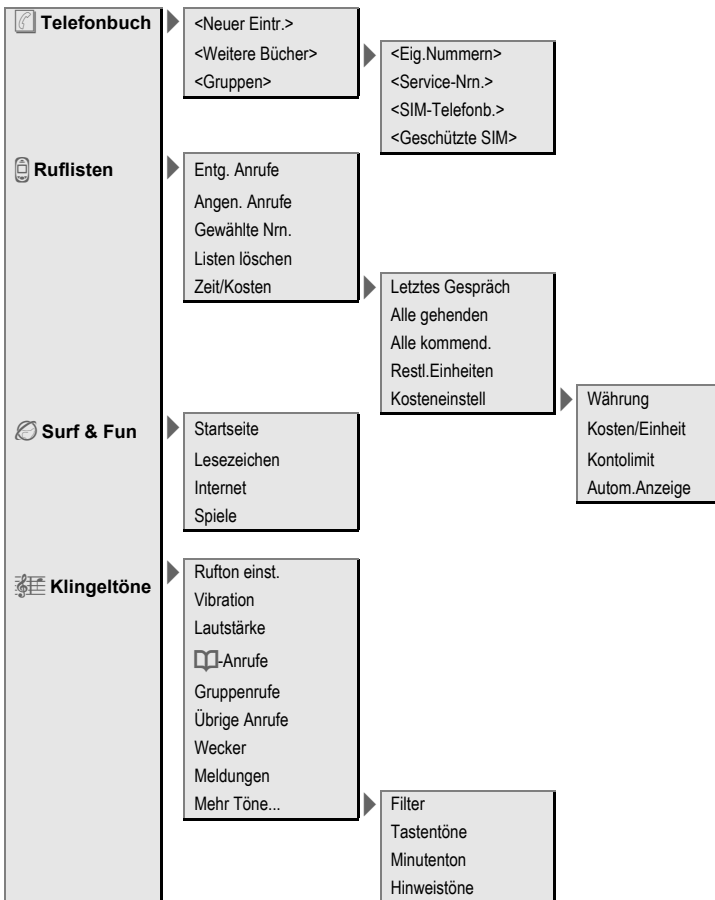 Telefonbuch
<Neuer Eintr.>
<Weitere Bücher>
<Gruppen>
<Eig.Nummern>
<Service-Nrn.>
<SIM-Telefonb.>
<Geschützte SIM>
Ruflisten
Entg. Anrufe
Angen. Anrufe
Gewählte Nrn.
Listen löschen
Zeit/Kosten
Letztes Gespräch
Alle gehenden
Alle kommend.
Restl.Einheiten
Kosteneinstell
Währung
Kosten/Einheit
Kontolimit
Autom.Anzeige
Surf & Fun
Startseite
Lesezeichen
Internet
Spiele
Klingeltöne
Rufton einst.
Vibration
Lautstärke
-Anrufe
Gruppenrufe
Übrige Anrufe
Wecker
Meldungen
Mehr Töne...
Filter
Tastentöne
Minutenton
Hinweistöne